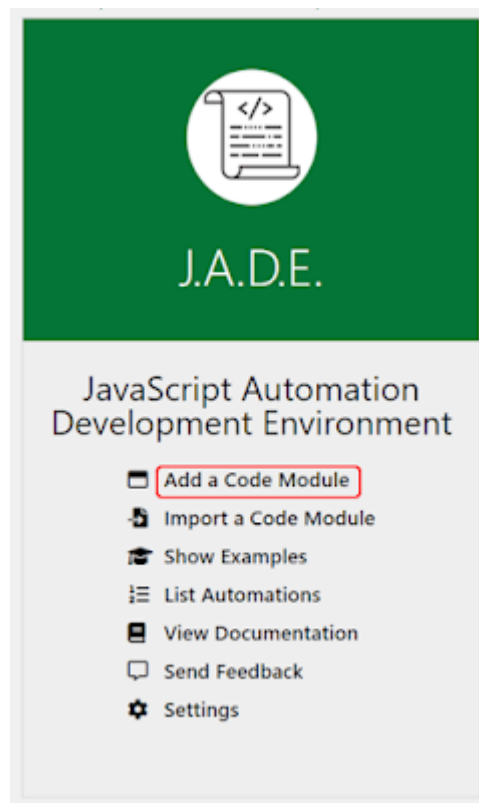 </>
J.A.D.E.
JavaScript Automation
Development Environment
Add a Code Module
Import a Code Module
Show Examples
List Automations
View Documentation
Send Feedback
Settings